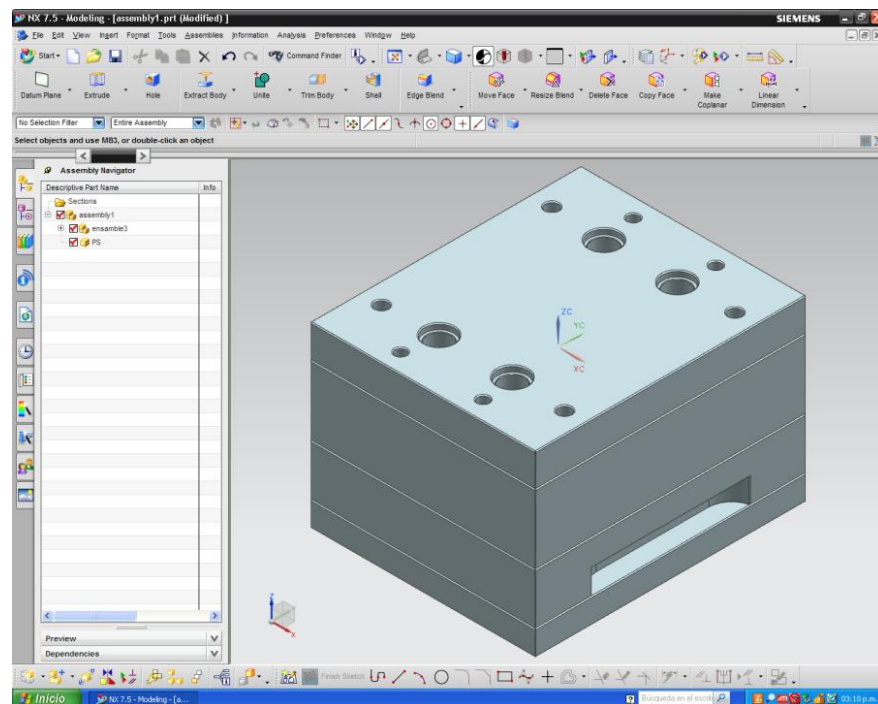 NX 7.5 - Modeling - [assembly1.prt (Modified) ]
SIEMENS
File Edit View Insert Format Tools Assemblies Information Analysis Preferences Window Help
Start Command Finder
Datum Plane Extrude Hole Extract Body Unite Trim Body Shell Edge Blend Move Face Resize Blend Delete Face Copy Face Make Coplanar Linear Dimension
No Selection Filter Entire Assembly
Select objects and use MB3, or double-click an object
Assembly Navigator
Descriptive Part Name Info
Sections
assembly1
ensamble3
PS
ZC
YC
XC
Z
X
Preview
Dependencies
Finish Sketch
Inicio NX 7.5 - Modeling - [a... Búsqueda en el escrit 03:10 p.m.